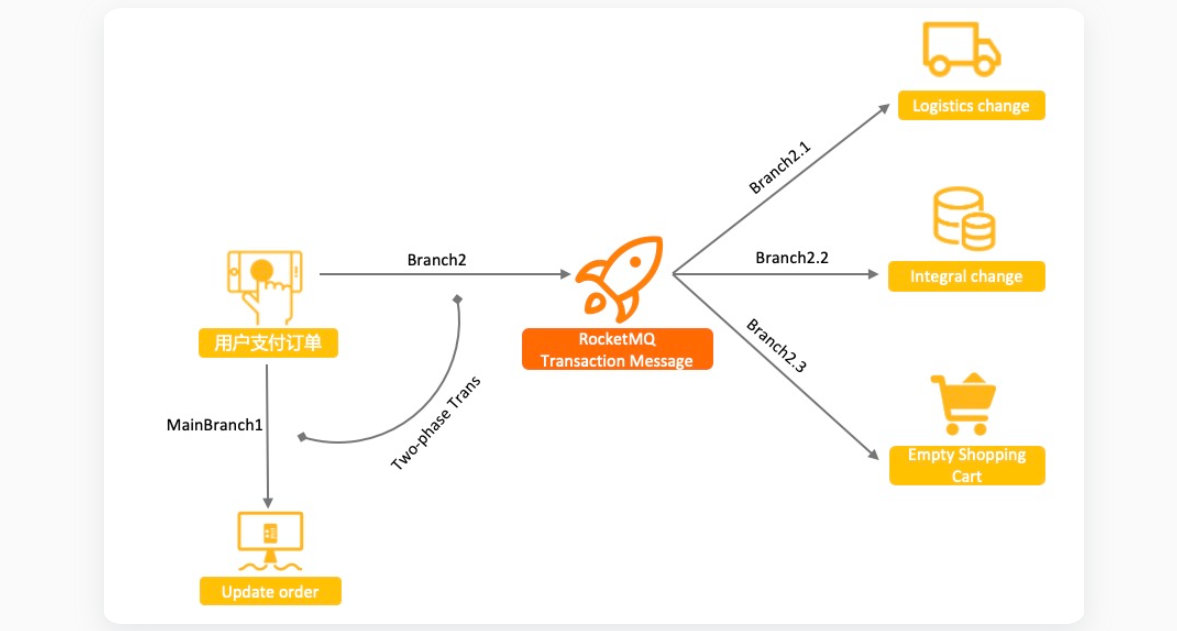 Logistics change
Branch2.1
Branch2
Branch2.2
Integral change
用户支付订单
RocketMQ
Transaction Message
Branch2.3
MainBranch1
Two-phase Trans
Empty Shopping
Cart
Update order